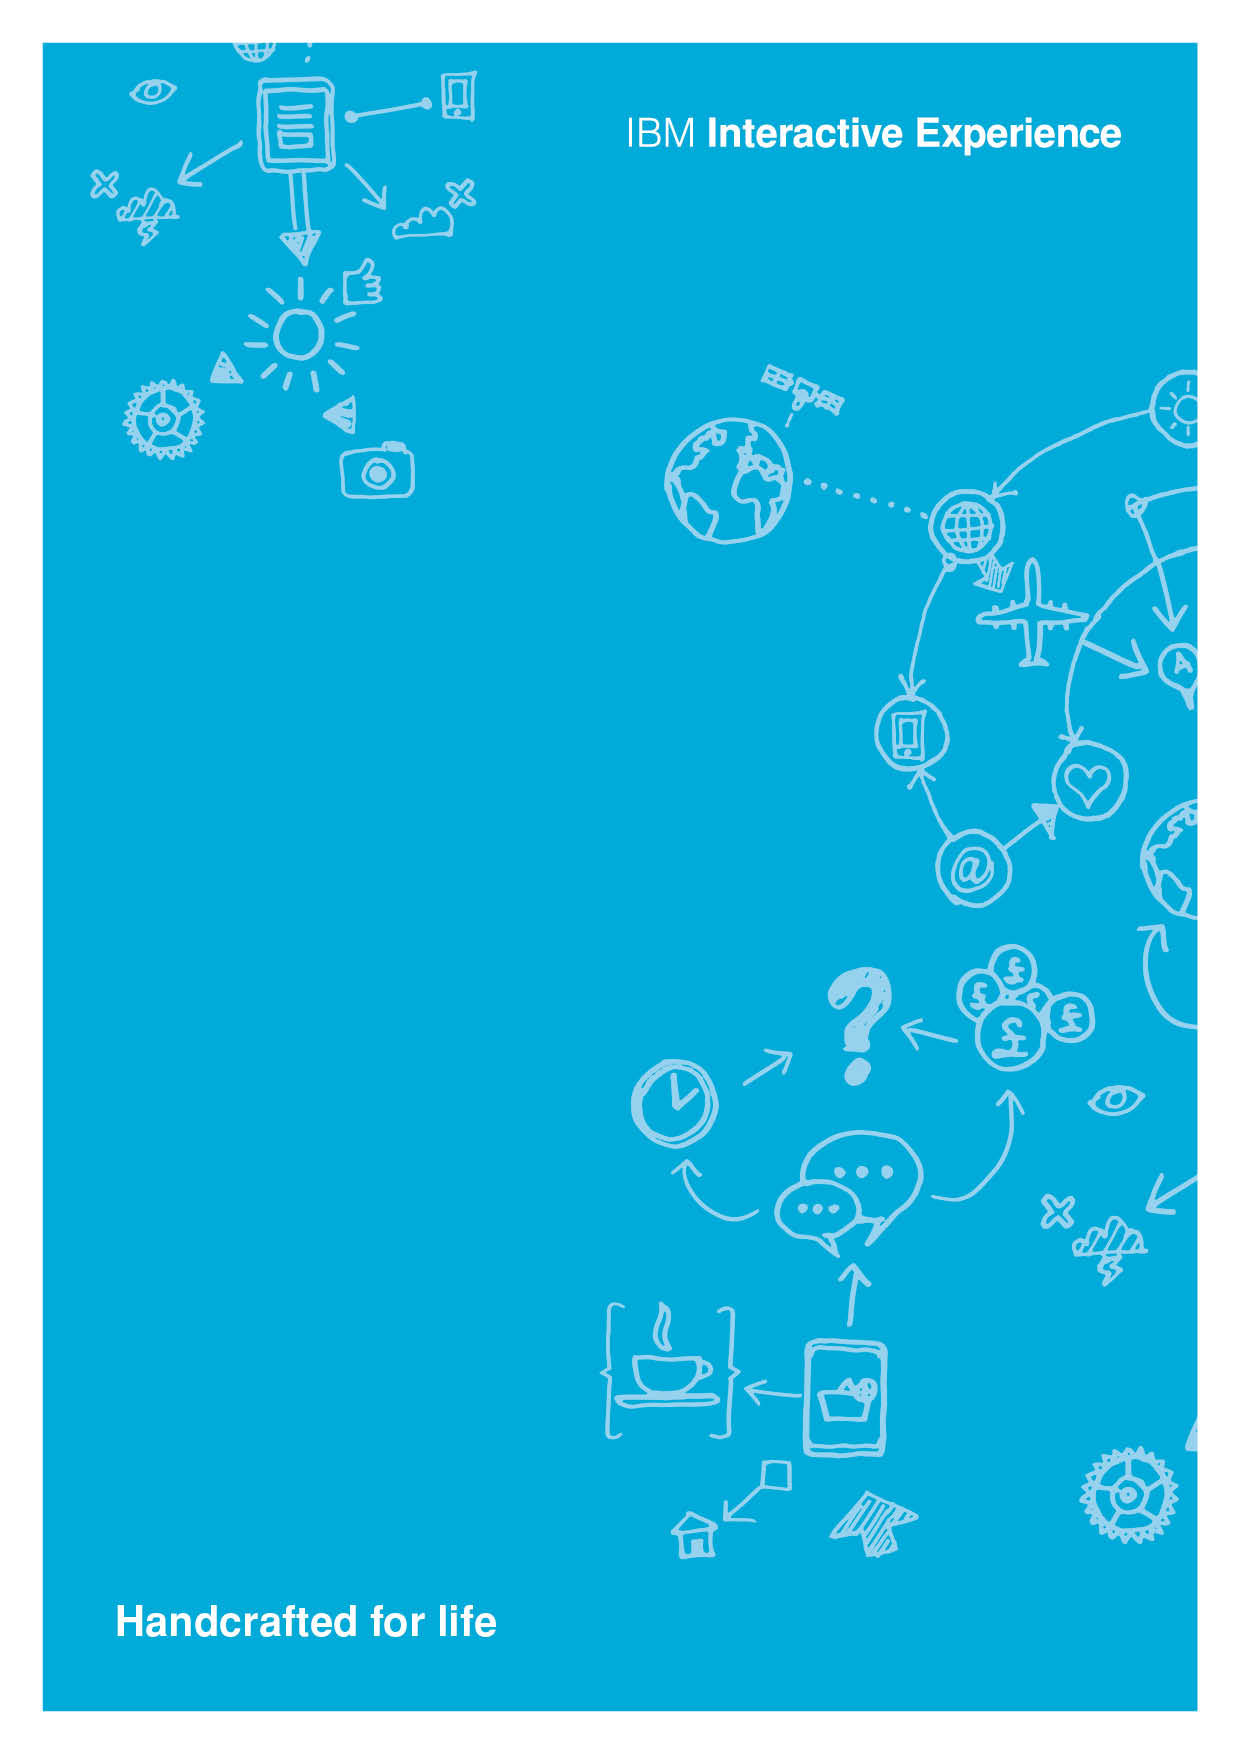 IBM Interactive Experience
A
@
£
£
£
£
£
?
Handcrafted for life